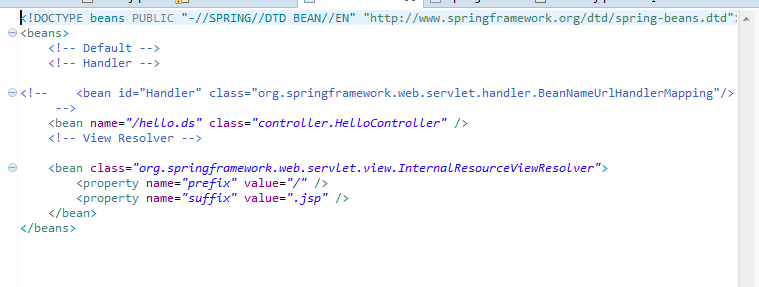 <!DOCTYPE beans PUBLIC "-//SPRING//DTD BEAN//EN" "http://www.springframework.org/dtd/spring-beans.dtd">
<beans>
<!-- Default -->
<!-- Handler -->
<!-- <bean id="Handler" class="org.springframework.web.servlet.handler.BeanNameUrlHandlerMapping"/>
-->
<bean name="/hello.ds" class="controller.HelloController" />
<!-- View Resolver -->
<bean class="org.springframework.web.servlet.view.InternalResourceViewResolver">
<property name="prefix" value="/" />
<property name="suffix" value=".jsp" />
</bean>
</beans>